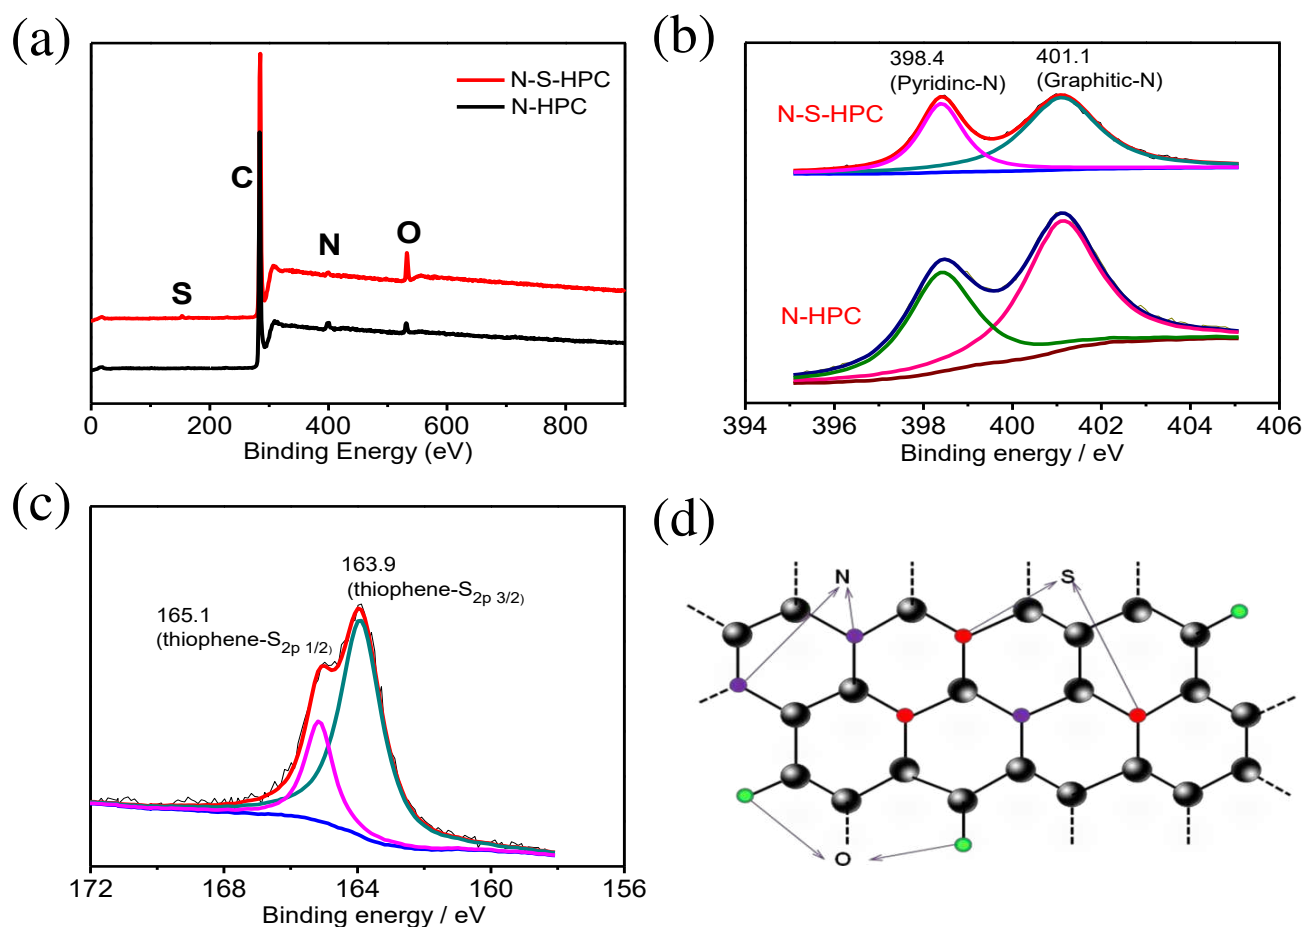 (a)
N-S-HPC
N-HPC
C
N
O
S
0 200 400 600 800
Binding Energy (eV)
(b)
398.4
(Pyridinc-N)
401.1
(Graphitic-N)
N-S-HPC
N-HPC
394 396 398 400 402 404 406
Binding energy / eV
(c)
163.9
(thiophene-S2p 3/2)
165.1
(thiophene-S2p 1/2)
172 168 164 160 156
Binding energy / eV
(d)
N
S
O